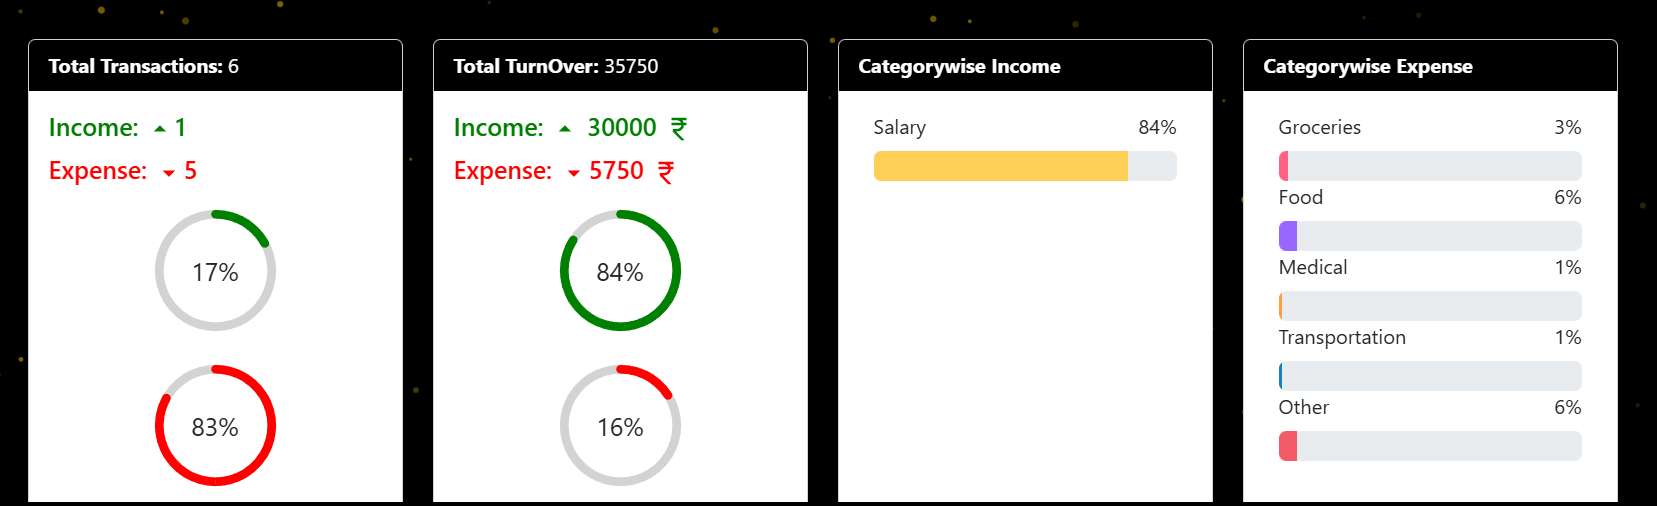 Total Transactions: 6
Income: 1
Expense: 5
17%
83%
Total TurnOver: 35750
Income: 30000 ₹
Expense: 5750 ₹
84%
16%
Categorywise Income
Salary 84%
Categorywise Expense
Groceries 3%
Food 6%
Medical 1%
Transportation 1%
Other 6%